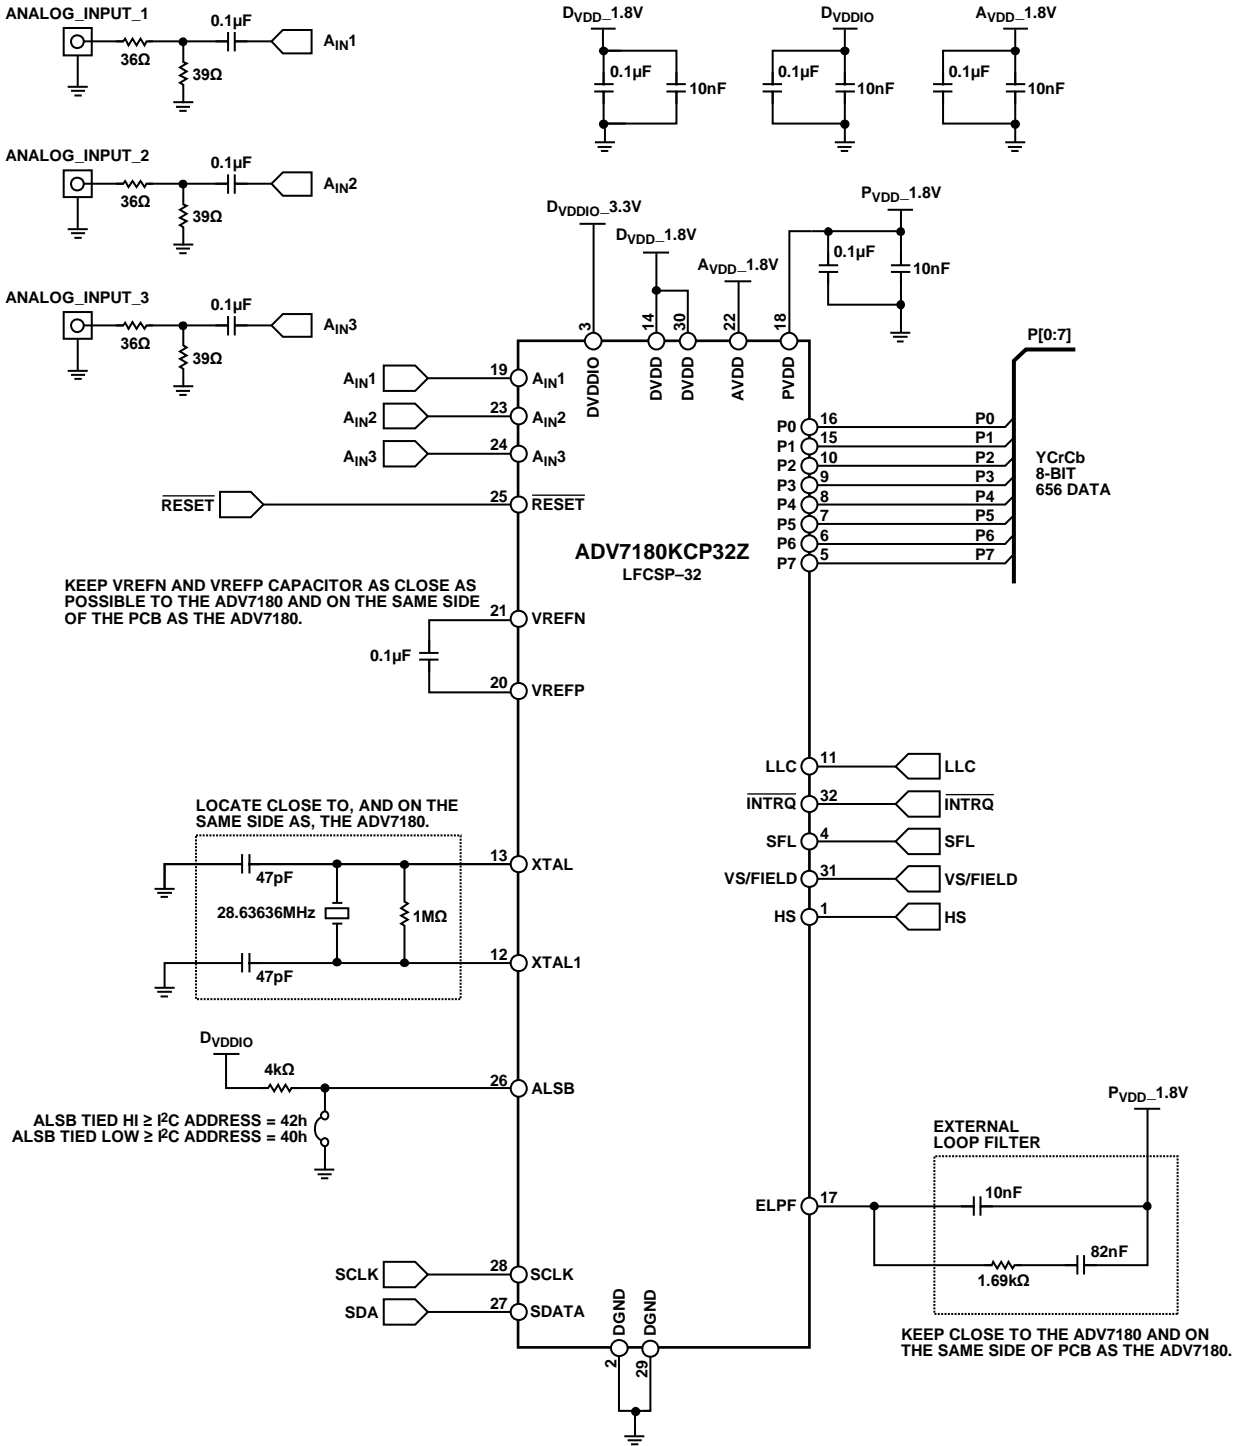 ANALOG_INPUT_1
0.1µF
36Ω
39Ω
AIN1
DVDD_1.8V
0.1µF
10nF
DVDDIO
0.1µF
10nF
AVDD_1.8V
0.1µF
10nF
ANALOG_INPUT_2
0.1µF
36Ω
39Ω
AIN2
ANALOG_INPUT_3
0.1µF
36Ω
39Ω
AIN3
DVDDIO_3.3V
DVDD_1.8V
AVDD_1.8V
PVDD_1.8V
0.1µF
10nF
3
14
30
22
18
DVDDIO
DVDD
DVDD
AVDD
PVDD
AIN1
19
AIN1
AIN2
23
AIN2
AIN3
24
AIN3
RESET
25
RESET
P[0:7]
P0 16 P0
P1 15 P1
P2 10 P2
P3 9 P3
P4 8 P4
P5 7 P5
P6 6 P6
P7 5 P7
YCrCb
8-BIT
656 DATA
ADV7180KCP32Z
LFCSP–32
KEEP VREFN AND VREFP CAPACITOR AS CLOSE AS
POSSIBLE TO THE ADV7180 AND ON THE SAME SIDE
OF THE PCB AS THE ADV7180.
21
VREFN
0.1µF
20
VREFP
LLC 11 LLC
INTRQ 32 INTRQ
SFL 4 SFL
VS/FIELD 31 VS/FIELD
HS 1 HS
LOCATE CLOSE TO, AND ON THE
SAME SIDE AS, THE ADV7180.
47pF
13
XTAL
28.63636MHz
1MΩ
47pF
12
XTAL1
DVDDIO
4kΩ
26
ALSB
ALSB TIED HI ≥ I²C ADDRESS = 42h
ALSB TIED LOW ≥ I²C ADDRESS = 40h
PVDD_1.8V
EXTERNAL
LOOP FILTER
ELPF 17
10nF
82nF
1.69kΩ
KEEP CLOSE TO THE ADV7180 AND ON
THE SAME SIDE OF PCB AS THE ADV7180.
SCLK
28
SCLK
SDA
27
SDATA
DGND
DGND
2
29